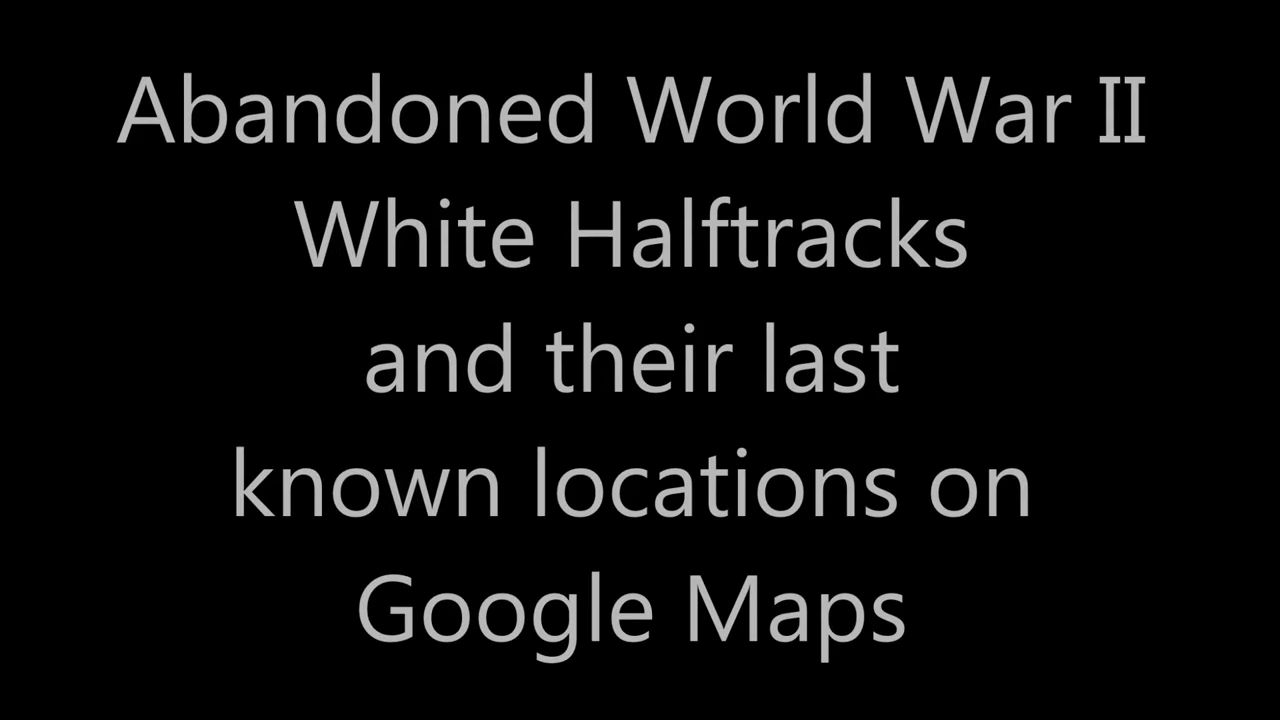 Abandoned World War II
White Halftracks
and their last
known locations on
Google Maps